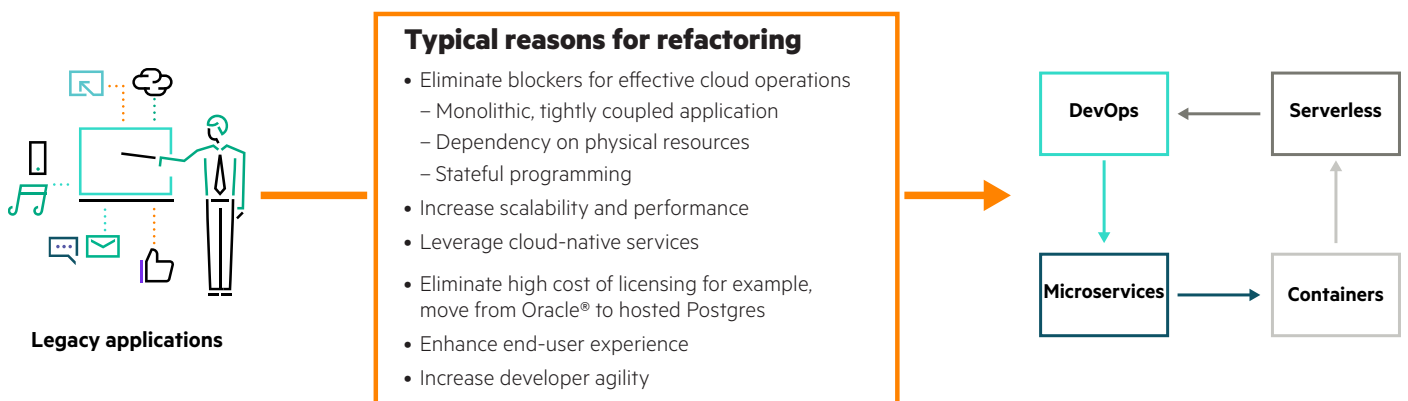 Legacy applications
Typical reasons for refactoring
• Eliminate blockers for effective cloud operations
– Monolithic, tightly coupled application
– Dependency on physical resources
– Stateful programming
• Increase scalability and performance
• Leverage cloud-native services
• Eliminate high cost of licensing for example,
move from Oracle® to hosted Postgres
• Enhance end-user experience
• Increase developer agility
DevOps
Serverless
Microservices
Containers